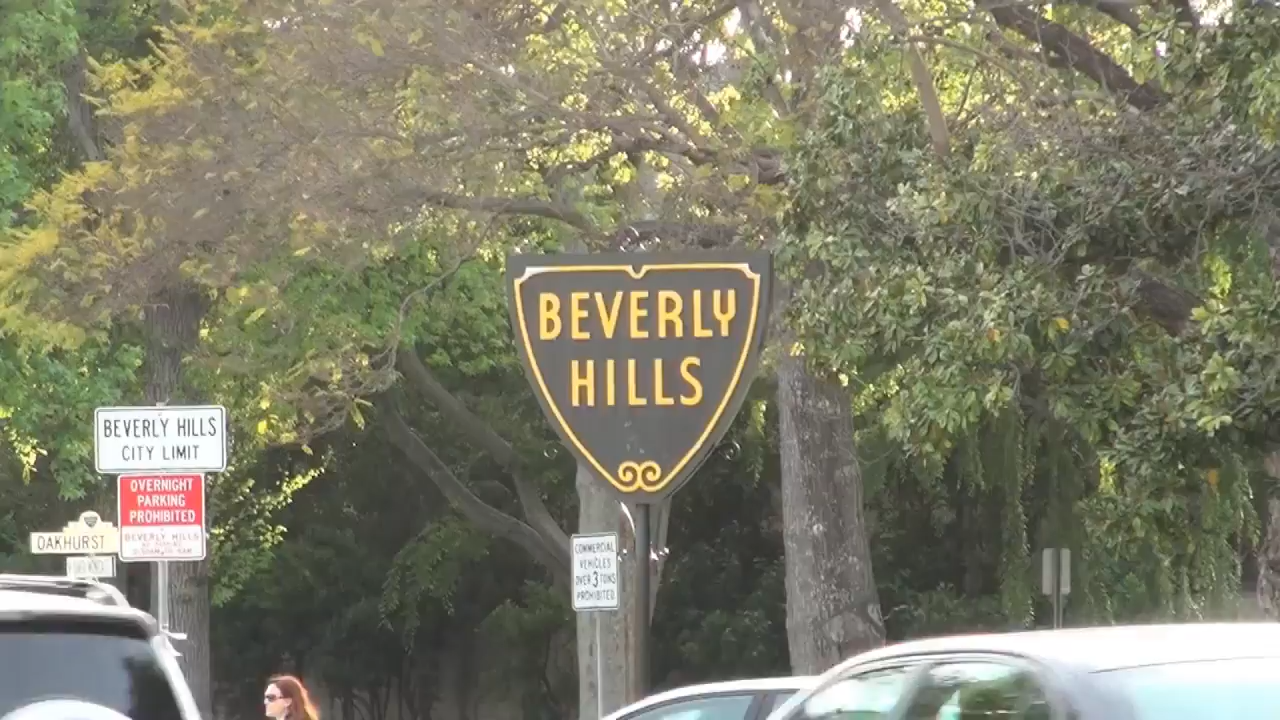 BEVERLY
HILLS
BEVERLY HILLS
CITY LIMIT
OVERNIGHT
PARKING
PROHIBITED
BEVERLY HILLS
OAKHURST
COMMERCIAL
VEHICLES
OVER 3 TONS
PROHIBITED